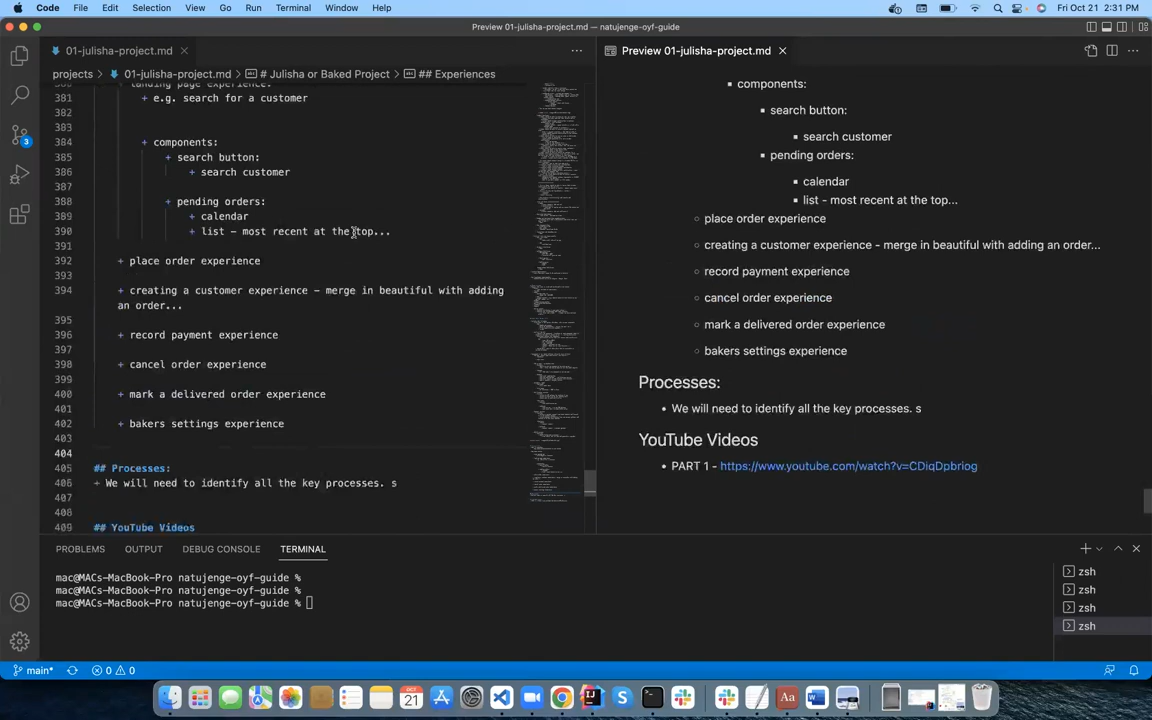 Code File Edit Selection View Go Run Terminal Window Help Fri Oct 21 2:31 PM
Preview 01-julisha-project.md — natujenge-oyf-guide
01-julisha-project.md
projects > 01-julisha-project.md > # Julisha or Baked Project > ## Experiences
landing page experience:
381 + e.g. search for a customer
382
383
384 + components:
385 + search button:
386 + search customer
387
388 + pending orders:
389 + calendar
390 + list - most recent at the top...
391
392 + place order experience
393
394 + creating a customer experience - merge in beautiful with adding
an order...
395
396 + record payment experience
397
398 + cancel order experience
399
400 + mark a delivered order experience
401
402 + bakers settings experience
403
404
405 ## Processes:
406 + We will need to identify all the key processes. s
407
408
409 ## YouTube Videos
Preview 01-julisha-project.md
components:
search button:
search customer
pending orders:
calendar
list - most recent at the top...
place order experience
creating a customer experience - merge in beautiful with adding an order...
record payment experience
cancel order experience
mark a delivered order experience
bakers settings experience
Processes:
We will need to identify all the key processes. s
YouTube Videos
PART 1 - https://www.youtube.com/watch?v=CDiqDpbriog
PROBLEMS OUTPUT DEBUG CONSOLE TERMINAL
mac@MACs-MacBook-Pro natujenge-oyf-guide %
mac@MACs-MacBook-Pro natujenge-oyf-guide %
mac@MACs-MacBook-Pro natujenge-oyf-guide %
zsh
zsh
zsh
zsh
3
main* 0 0
OCT
21
Aa